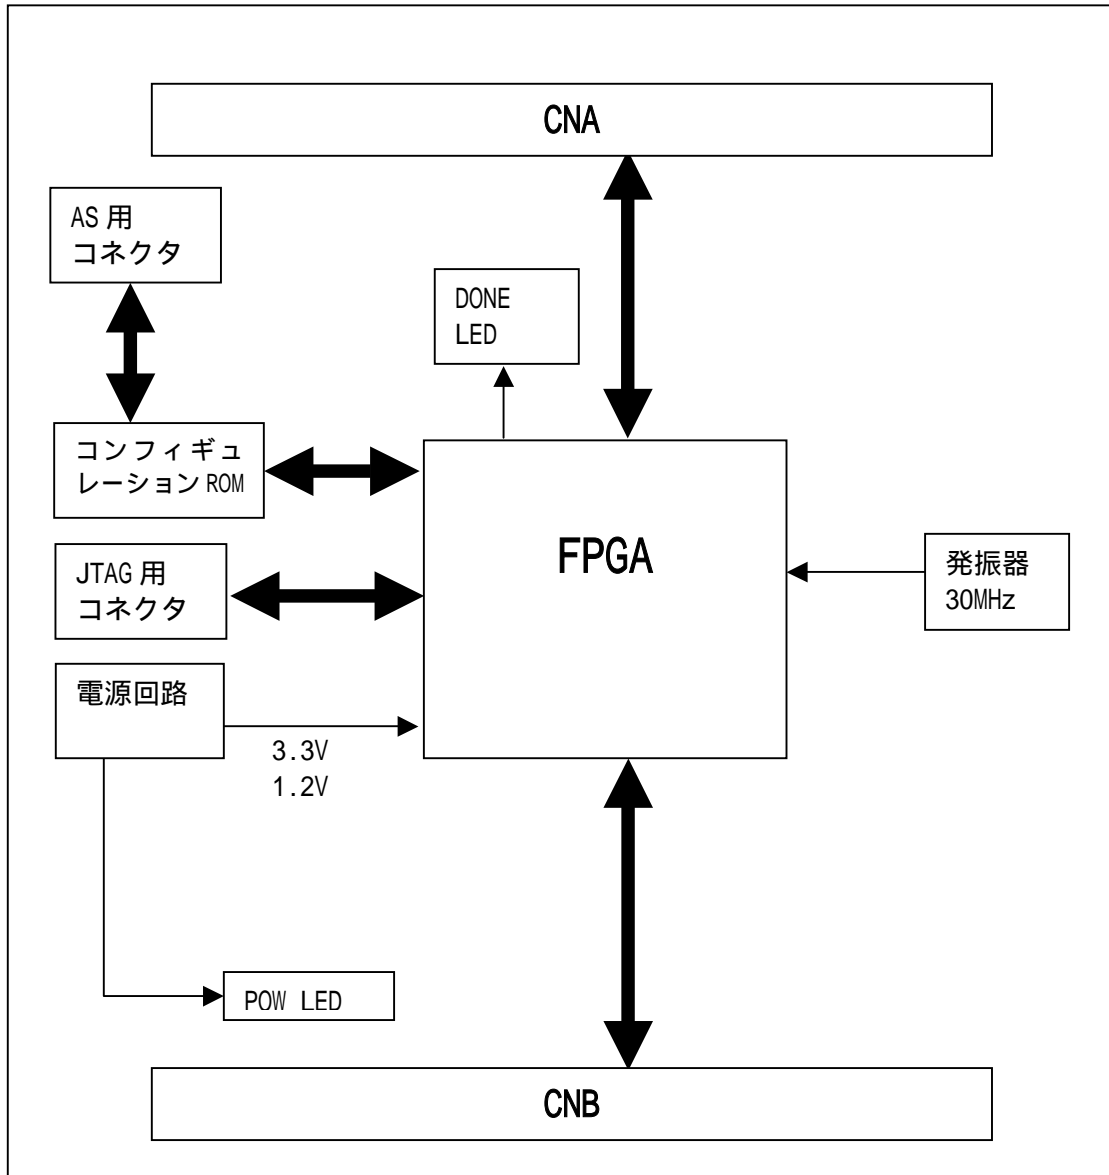 CNA
AS 用
コネクタ
DONE
LED
コンフィギュ
レーション ROM
FPGA
JTAG 用
コネクタ
発振器
30MHz
電源回路
3.3V
1.2V
POW LED
CNB